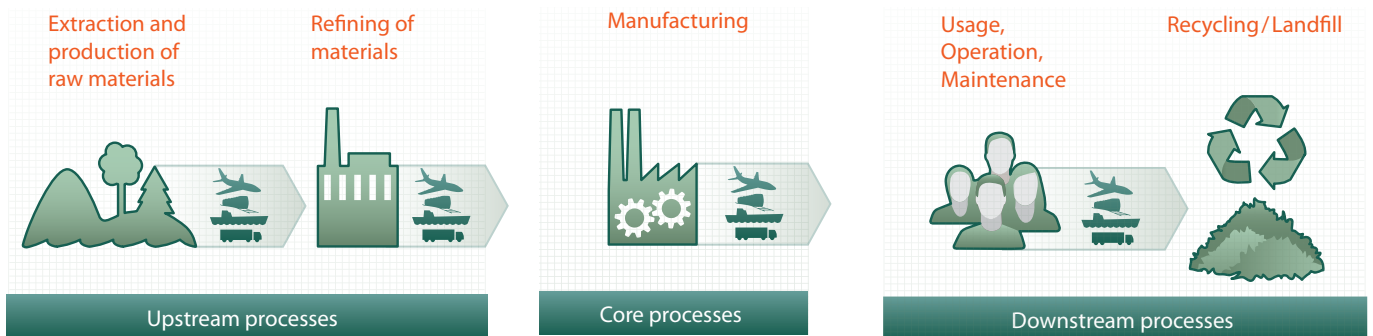 Extraction and
production of
raw materials
Refining of
materials
Manufacturing
Usage,
Operation,
Maintenance
Recycling/Landfill
Upstream processes
Core processes
Downstream processes